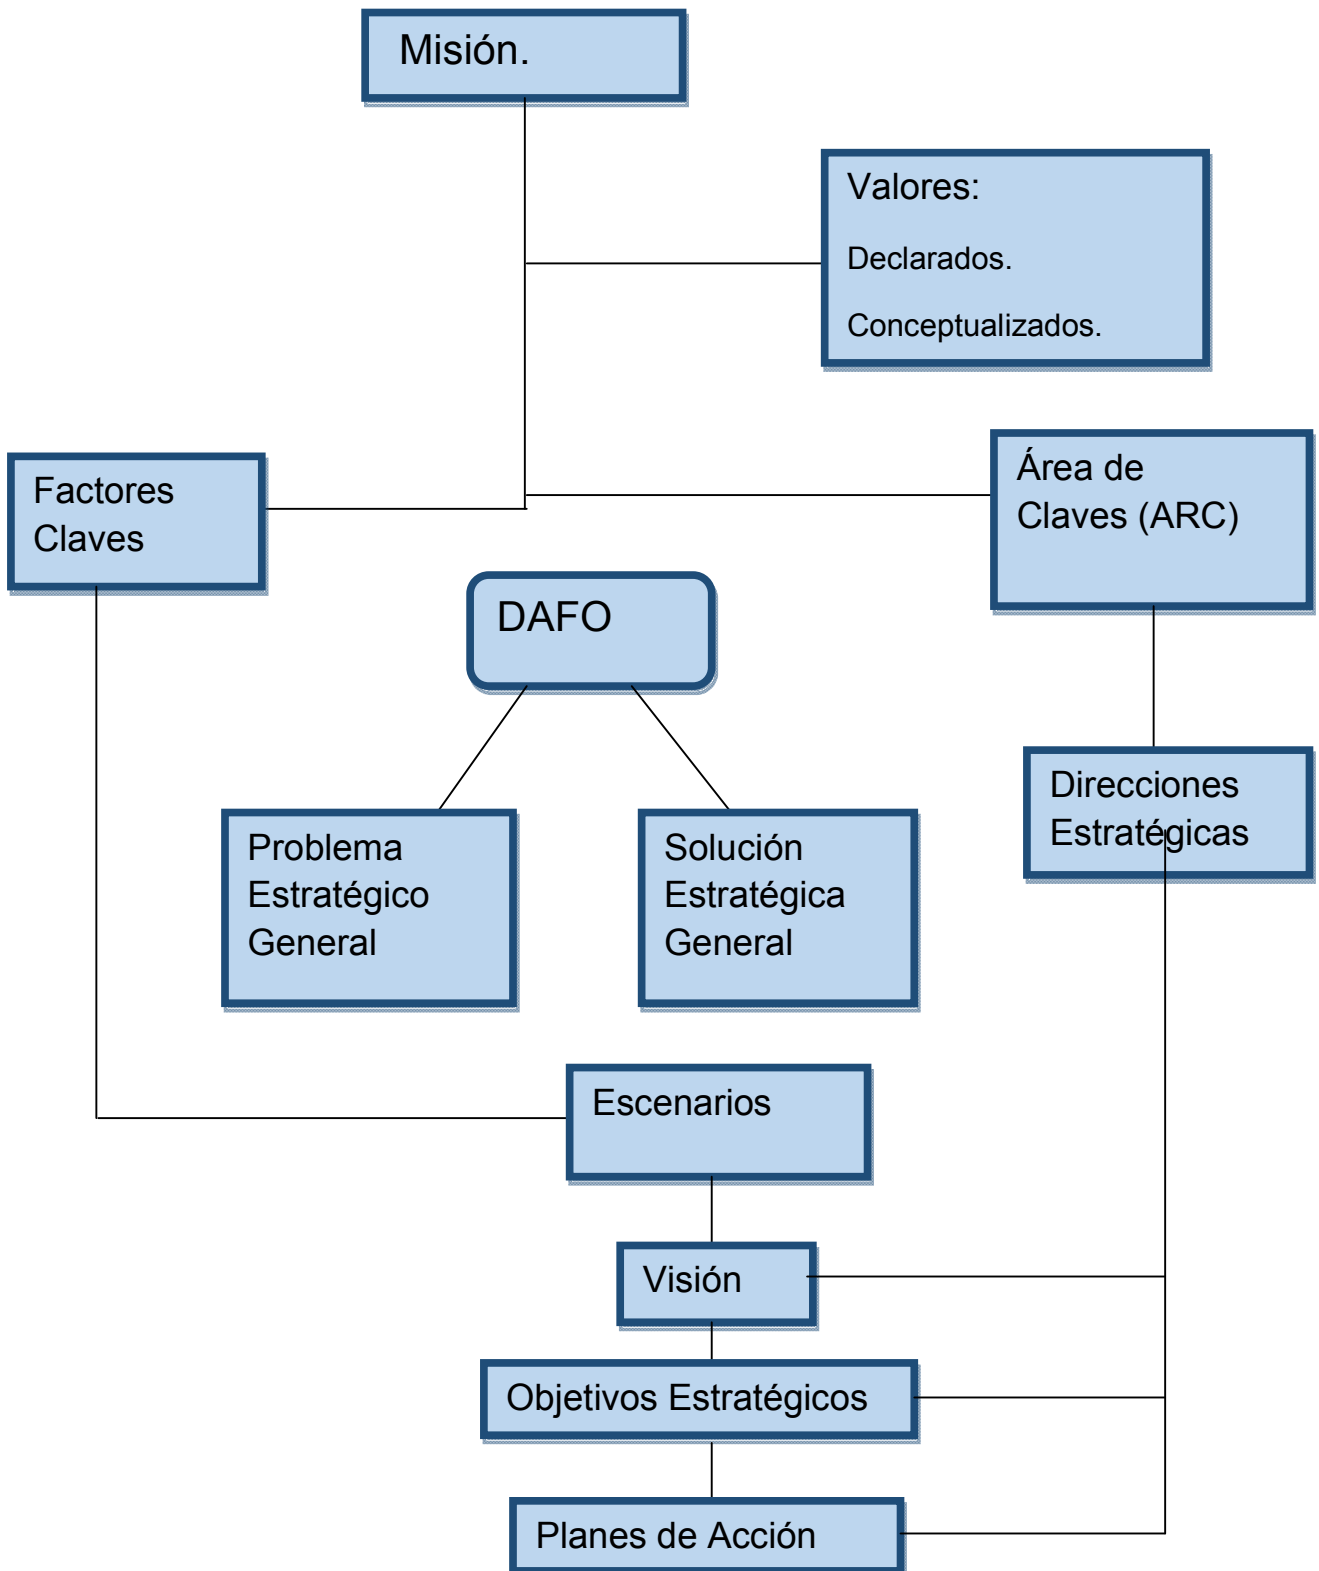 Misión.
Valores:
Declarados.
Conceptualizados.
Factores
Claves
Área de
Claves (ARC)
DAFO
Direcciones
Estratégicas
Problema
Estratégico
General
Solución
Estratégica
General
Escenarios
Visión
Objetivos Estratégicos
Planes de Acción